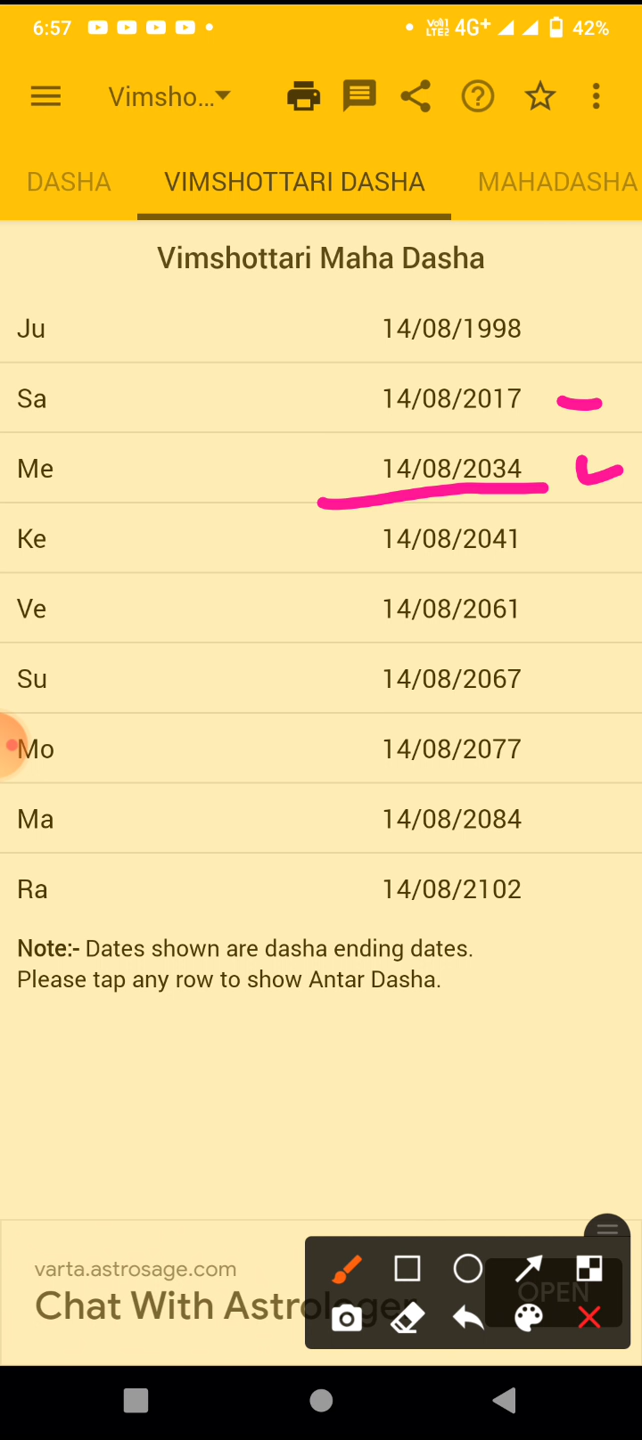 6:57 4G+ 42%
Vimsho...
DASHA VIMSHOTTARI DASHA MAHADASHA
Vimshottari Maha Dasha
Ju 14/08/1998
Sa 14/08/2017
Me 14/08/2034
Ke 14/08/2041
Ve 14/08/2061
Su 14/08/2067
Mo 14/08/2077
Ma 14/08/2084
Ra 14/08/2102
Note:- Dates shown are dasha ending dates.
Please tap any row to show Antar Dasha.
varta.astrosage.com
Chat With Astrologer
OPEN